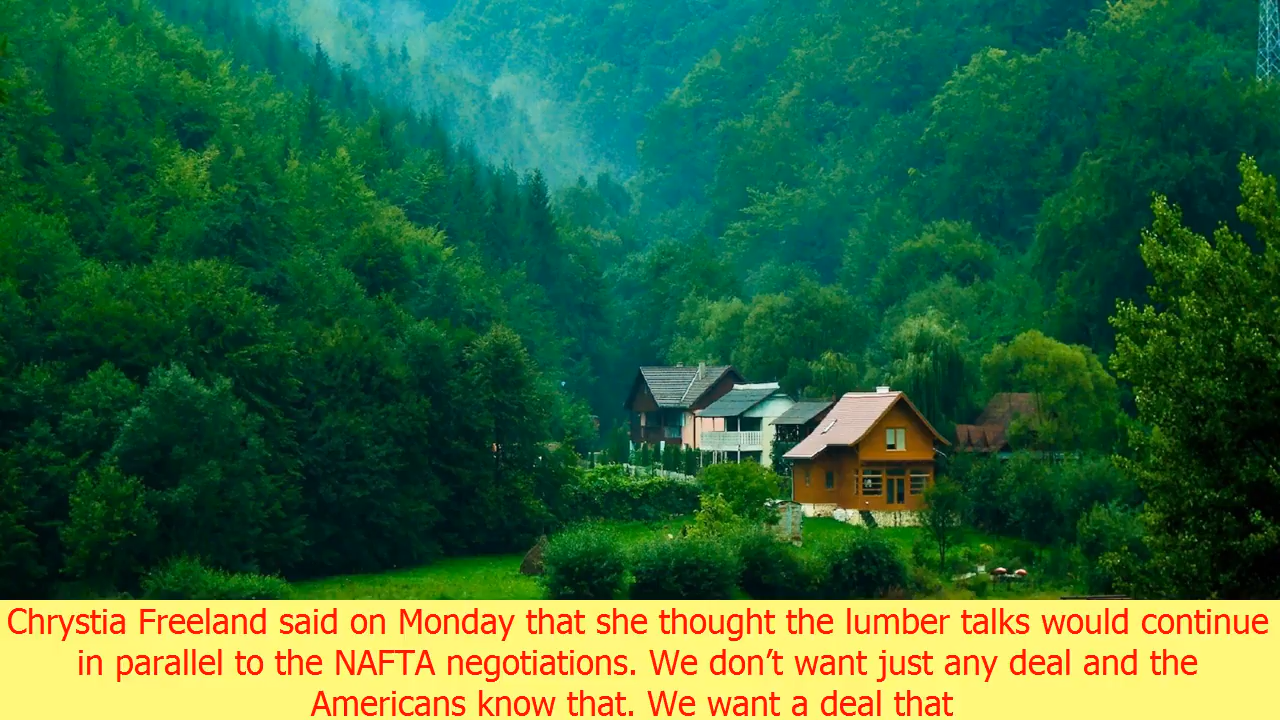 Chrystia Freeland said on Monday that she thought the lumber talks would continue
in parallel to the NAFTA negotiations. We don’t want just any deal and the
Americans know that. We want a deal that